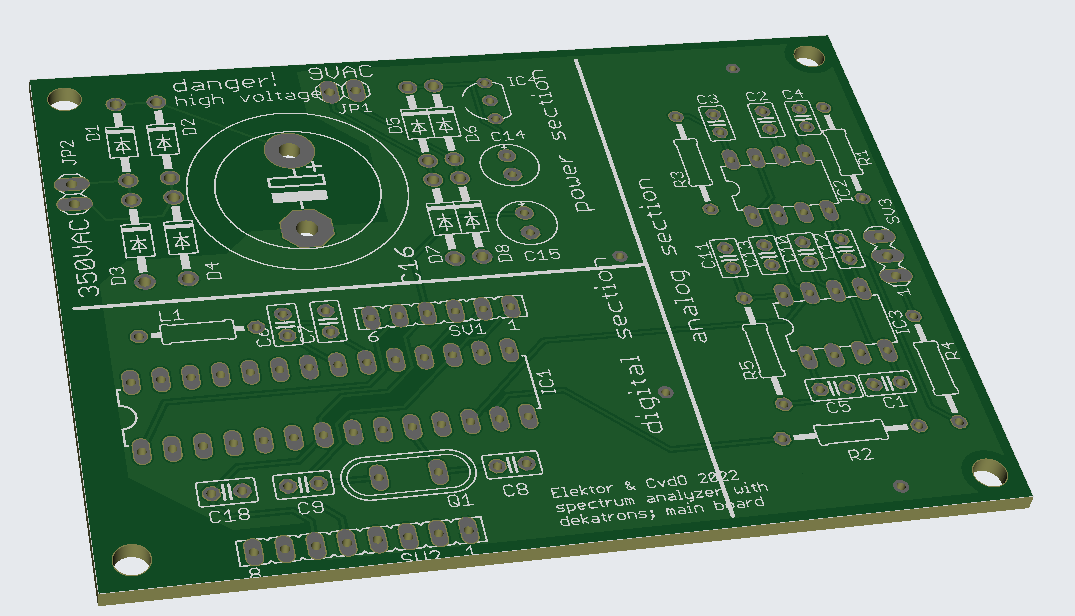 danger!
high voltage
9VAC
JP1
D1
D2
JP2
350VAC
D3
D4
D5
D6
IC4
C14
C15
D7
D8
C16
+
power section
analog section
digital section
C3
C2
C4
R3
R1
IC2
SV3
C11
1
IC3
R5
R4
C5
C1
R2
L1
6
SV1
1
IC1
C18
C9
Q1
C8
8
SV2
1
Elektor & CvdO 2022
spectrum analyzer with
dekatrons; main board